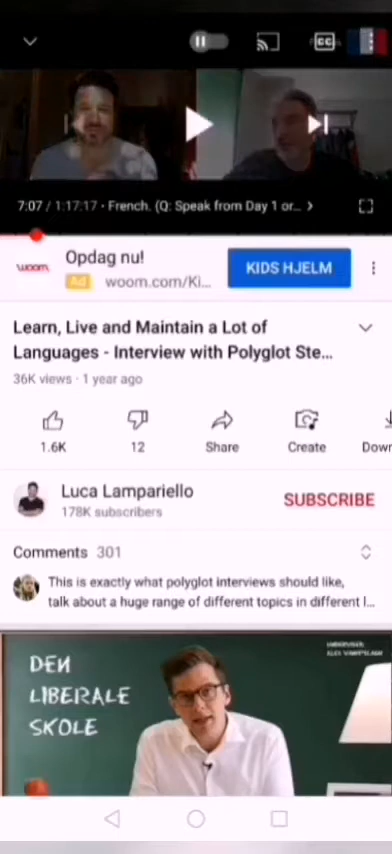 CC
7:07 / 1:17:17 · French. (Q: Speak from Day 1 or... >
woom
Opdag nu!
Ad woom.com/Ki...
KIDS HJELM
Learn, Live and Maintain a Lot of
Languages - Interview with Polyglot Ste...
36K views · 1 year ago
1.6K
12
Share
Create
Down
Luca Lampariello
178K subscribers
SUBSCRIBE
Comments 301
This is exactly what polyglot interviews should like,
talk about a huge range of different topics in different l...
DEN
LIBERALE
SKOLE